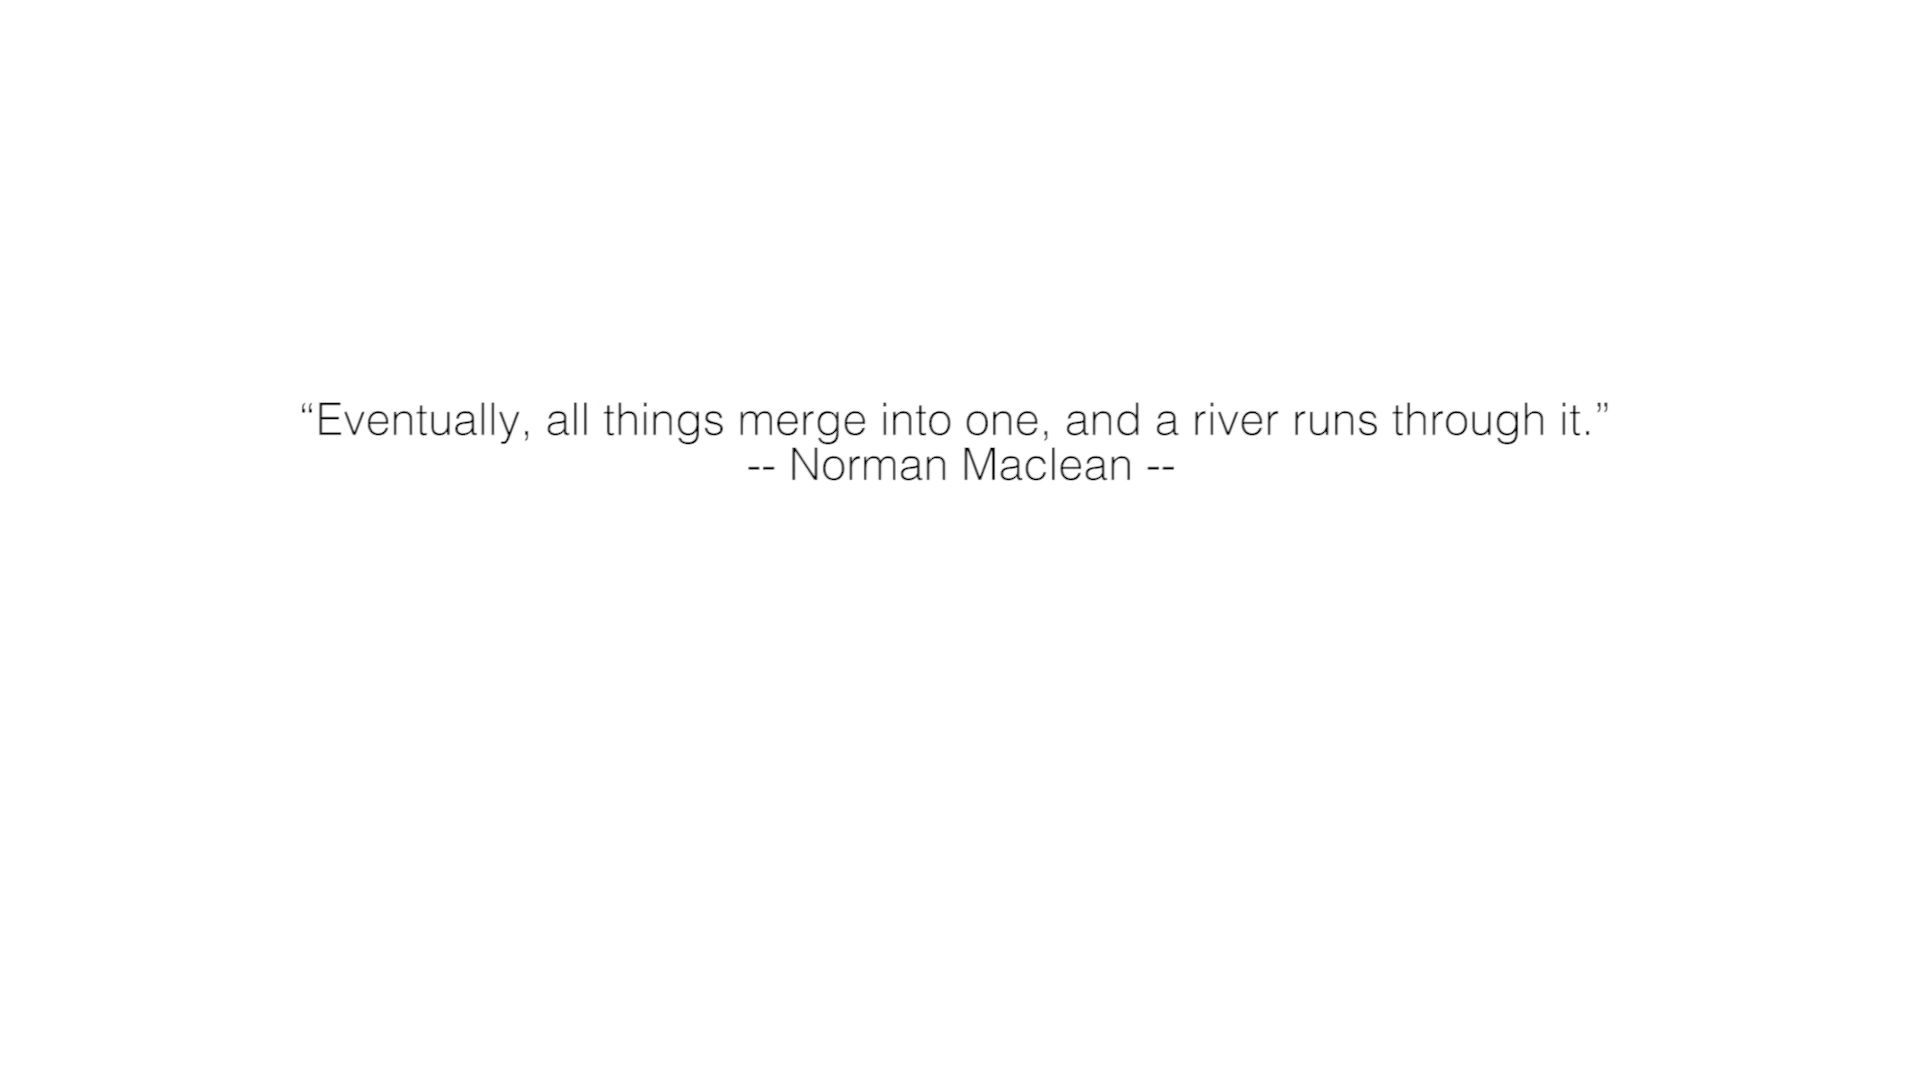 “Eventually, all things merge into one, and a river runs through it.”
-- Norman Maclean --